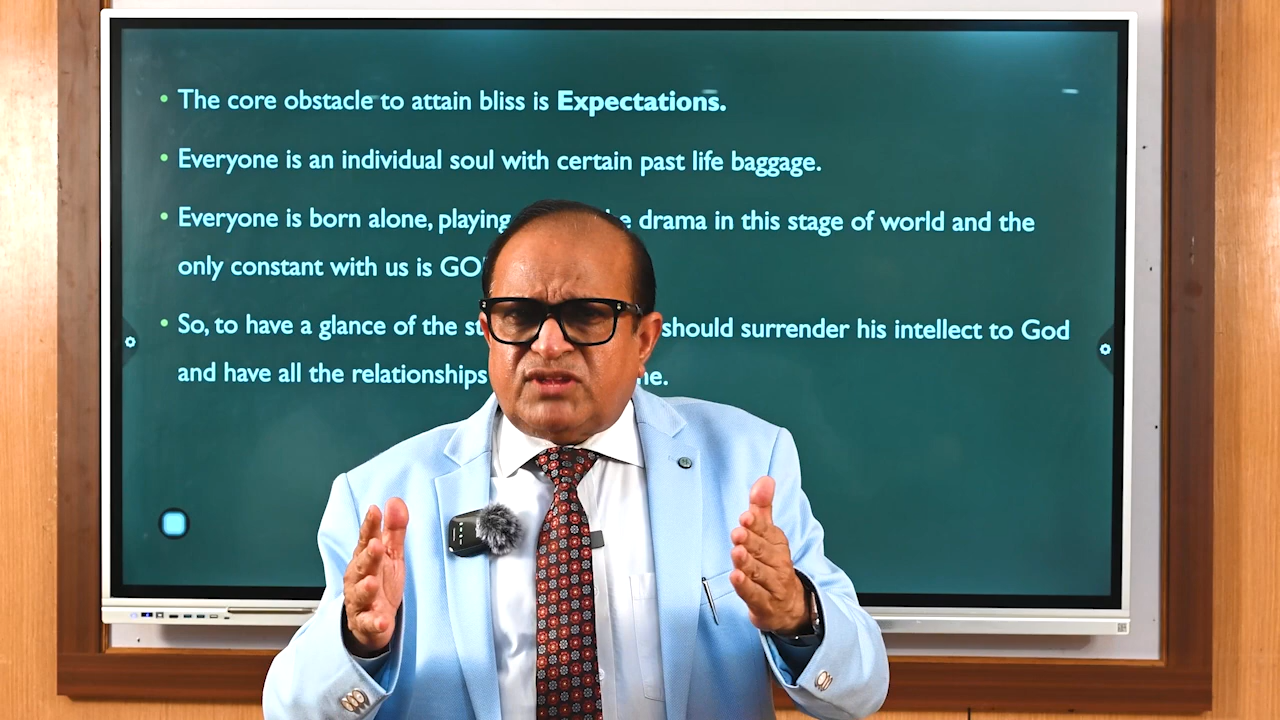 • The core obstacle to attain bliss is Expectations.
• Everyone is an individual soul with certain past life baggage.
• Everyone is born alone, playing drama in this stage of world and the
only constant with us is
• So, to have a glance of the should surrender his intellect to God
and have all the relationships